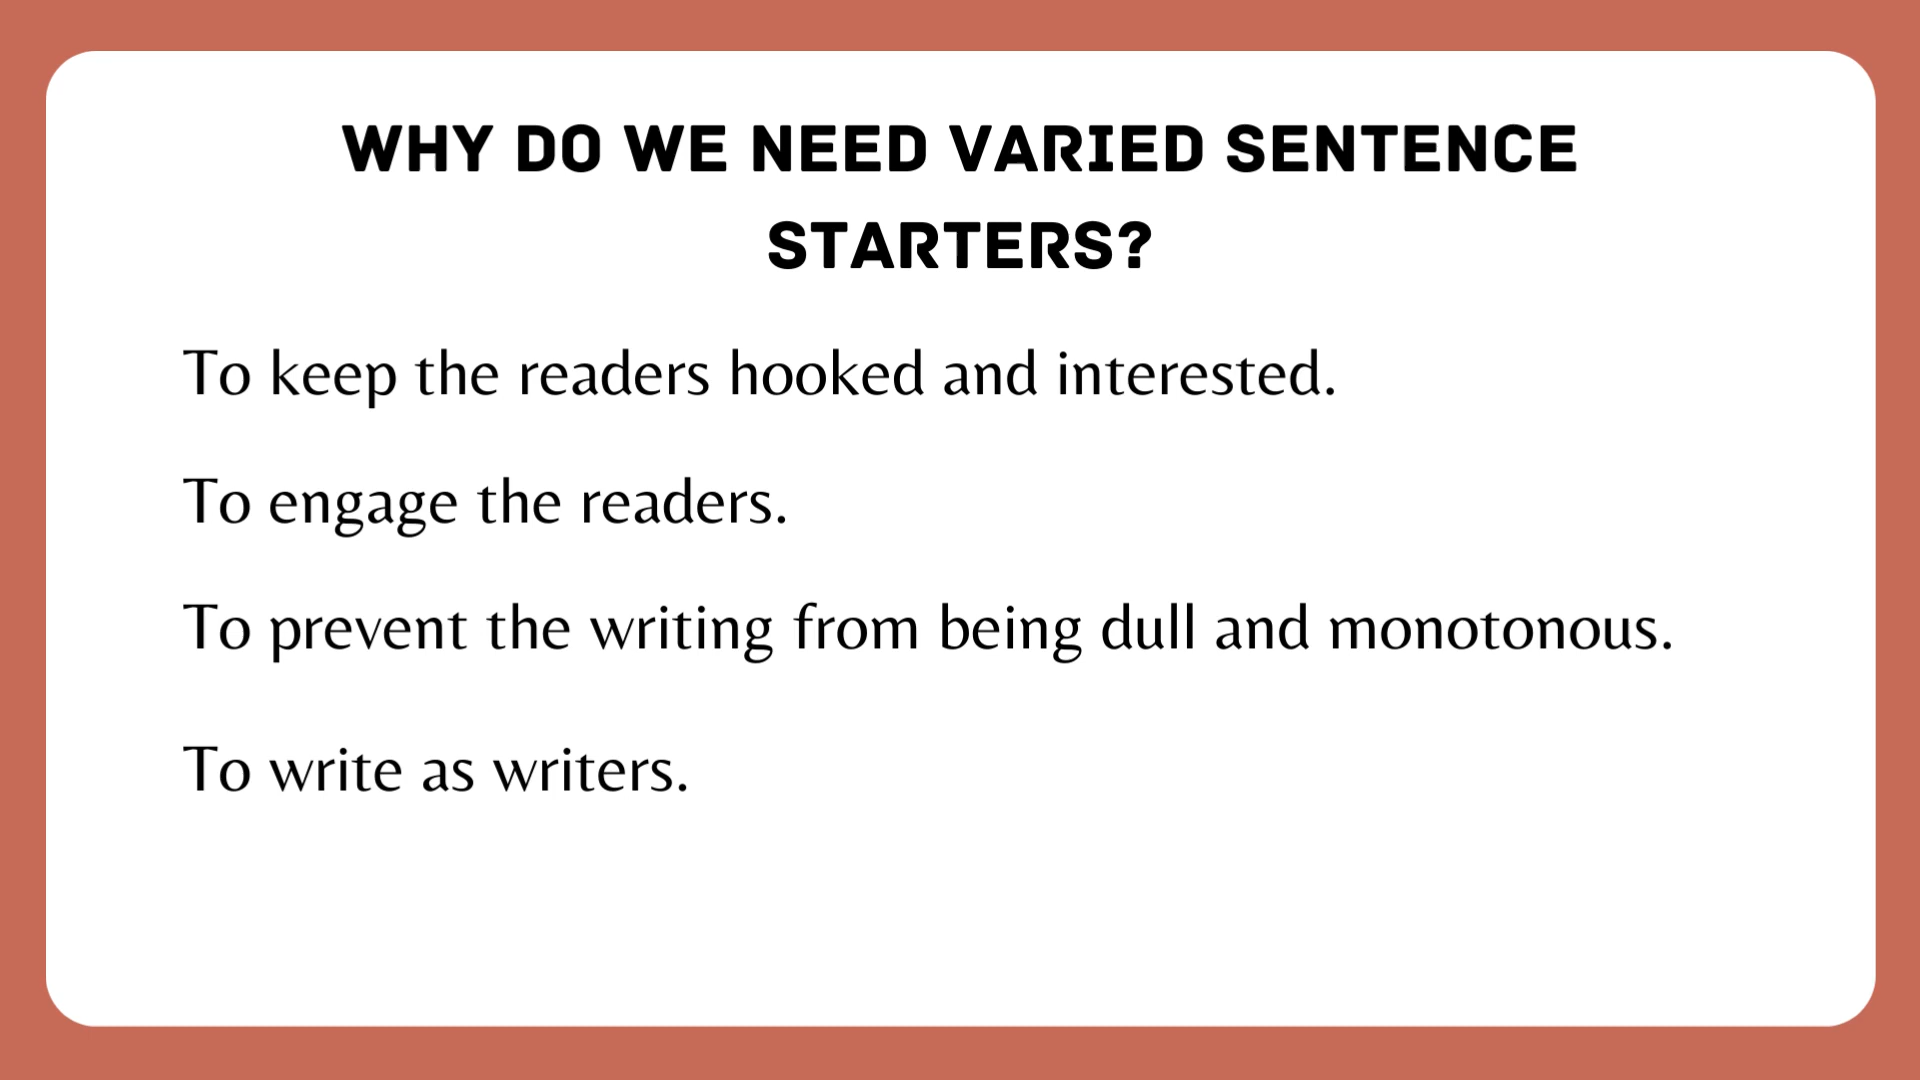 WHY DO WE NEED VARIED SENTENCE
STARTERS?
To keep the readers hooked and interested.
To engage the readers.
To prevent the writing from being dull and monotonous.
To write as writers.